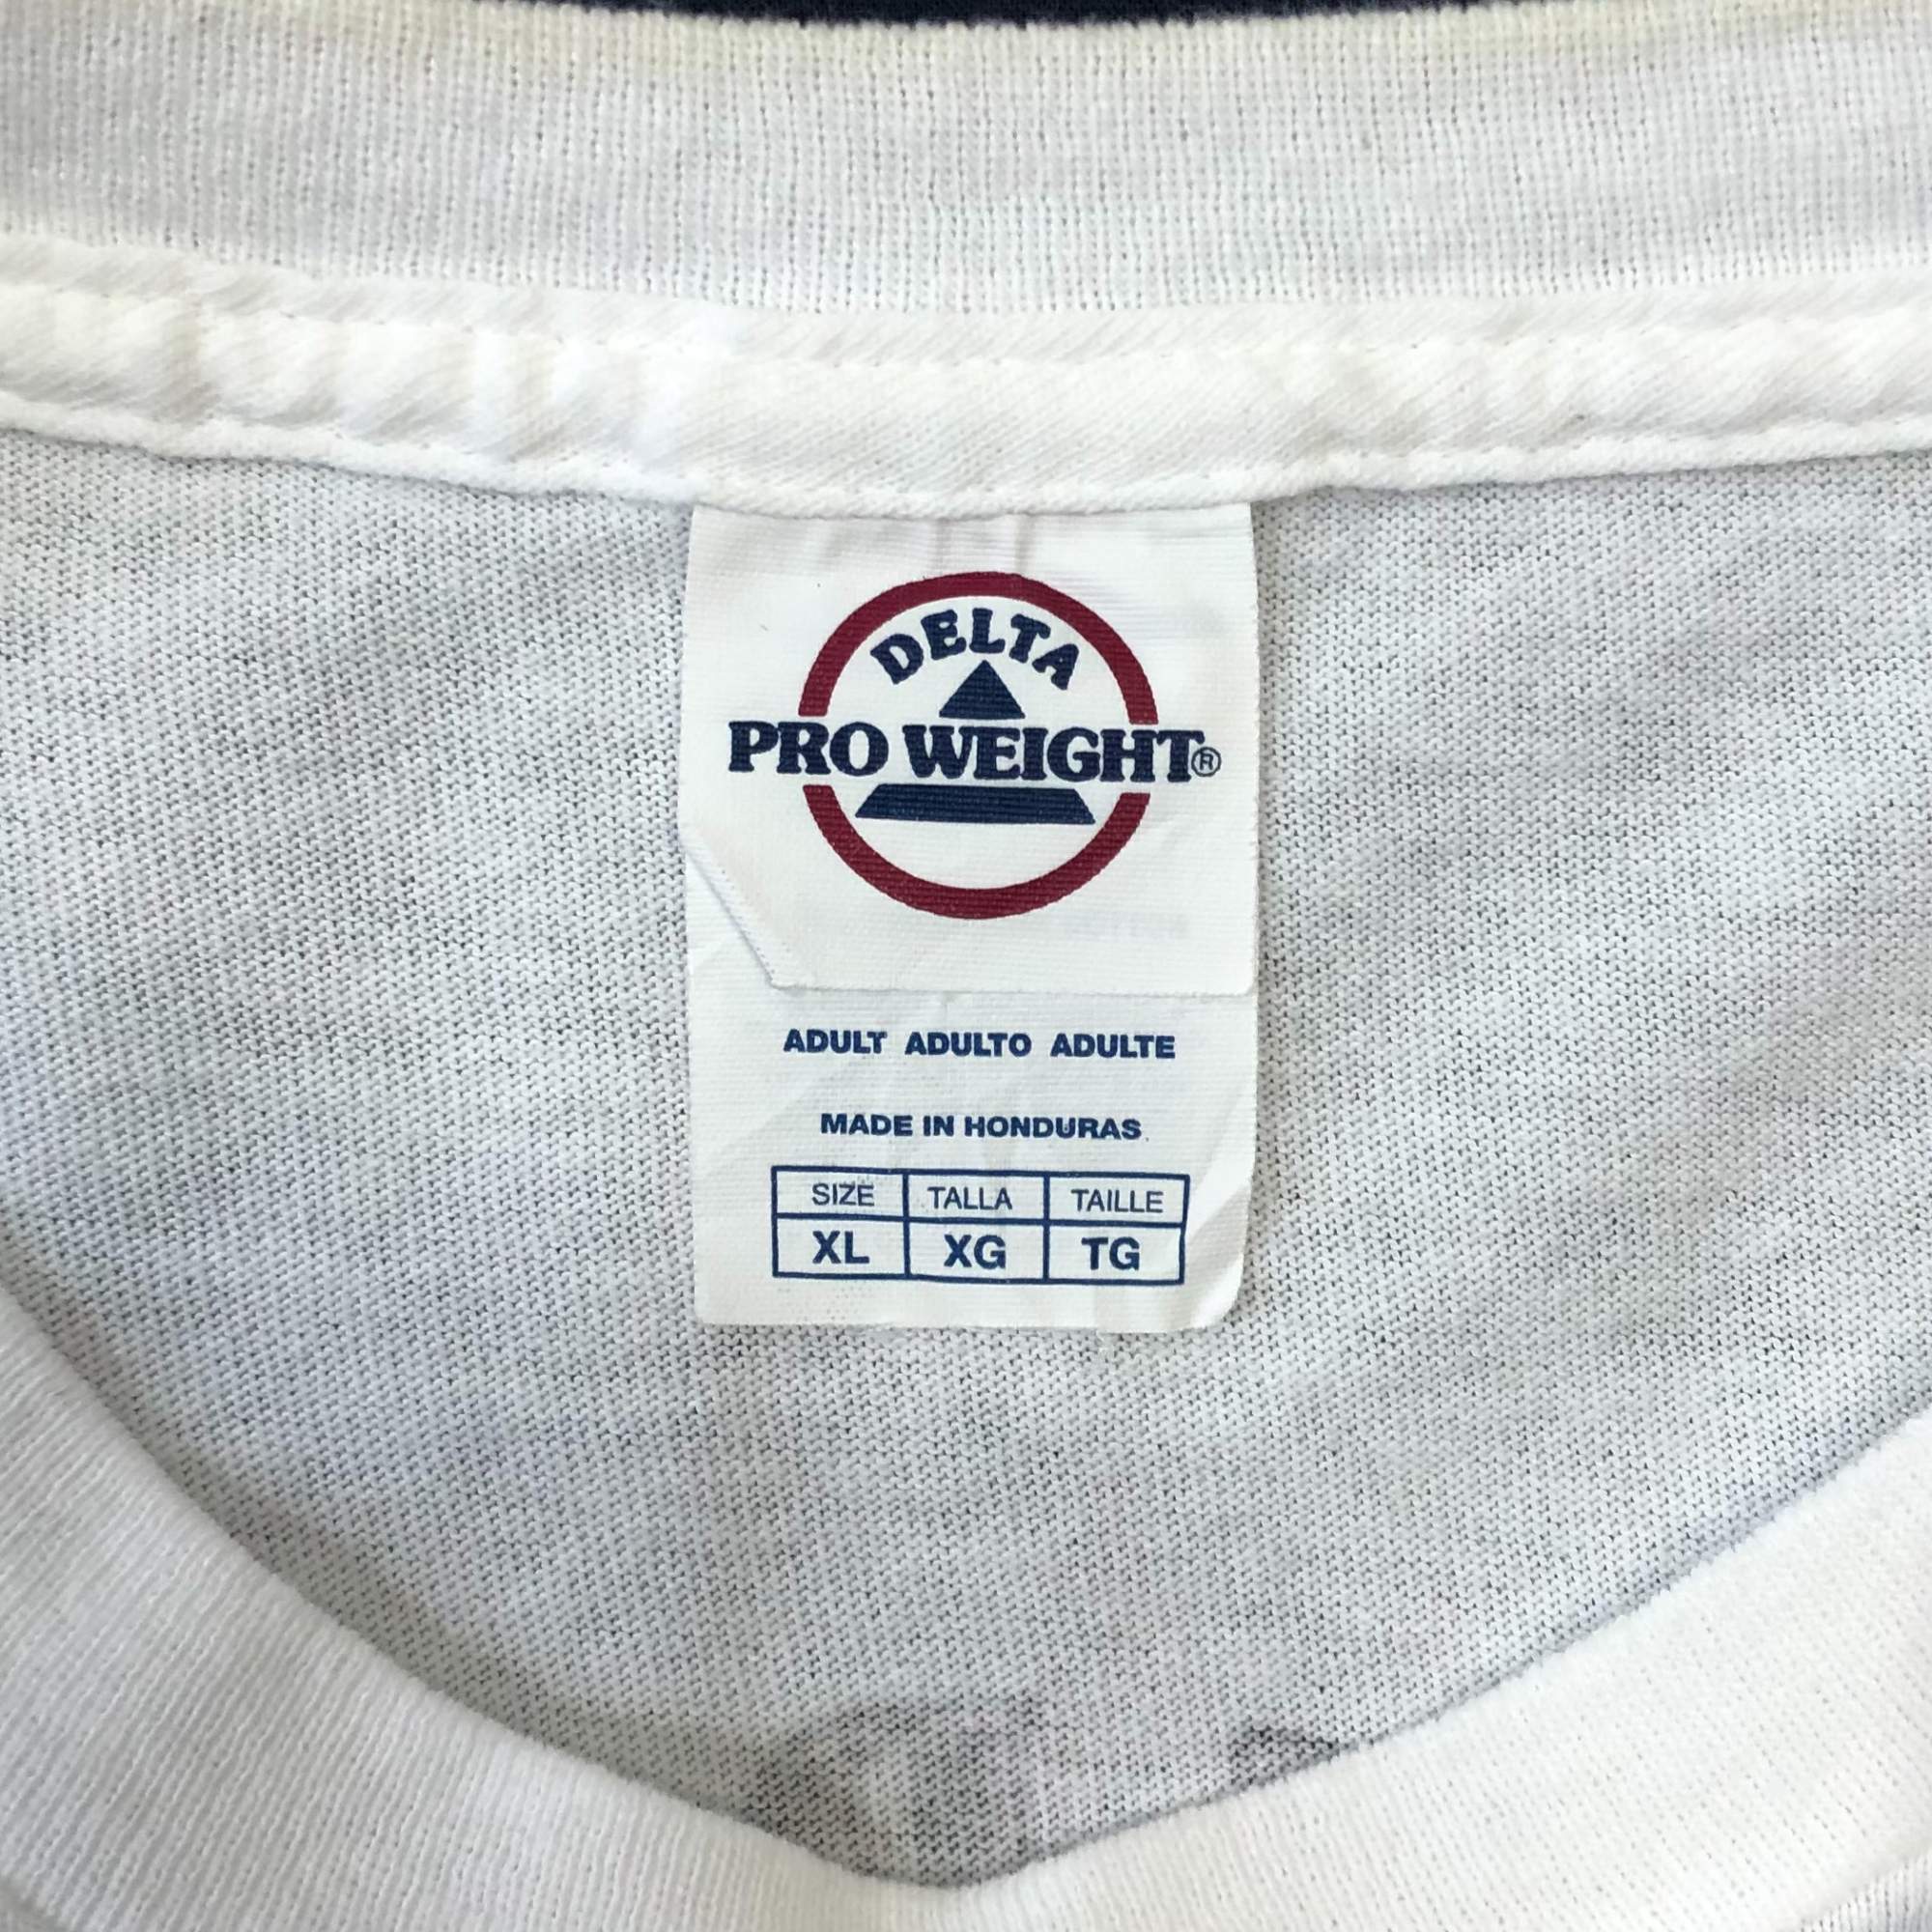 DELTA
PRO WEIGHT®
ADULT ADULTO ADULTE
MADE IN HONDURAS
SIZE TALLA TAILLE
XL XG TG